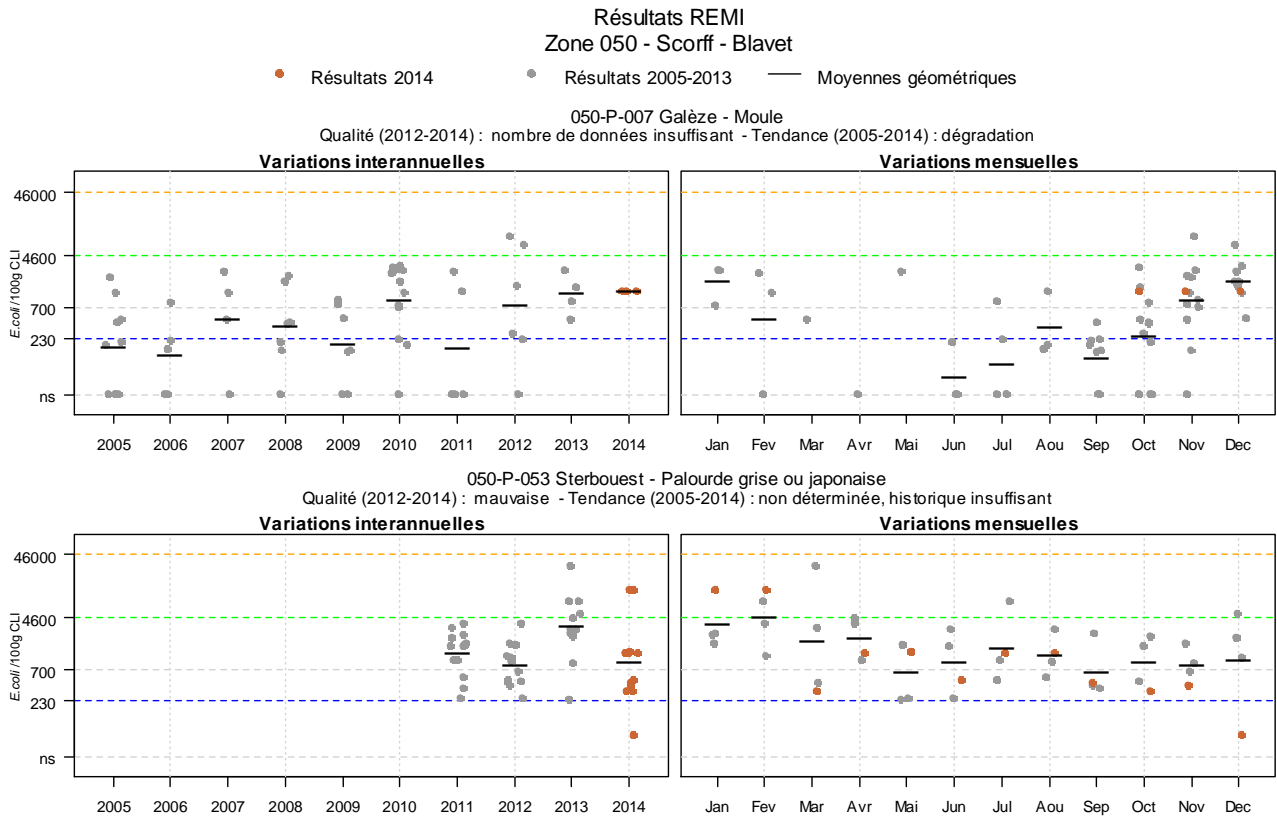 Résultats REMI
Zone 050 - Scorff - Blavet
Résultats 2014 Résultats 2005-2013 Moyennes géométriques
050-P-007 Galèze - Moule
Qualité (2012-2014) : nombre de données insuffisant - Tendance (2005-2014) : dégradation
Variations interannuelles
E.coli/100g CLI
46000
4600
700
230
ns
2005 2006 2007 2008 2009 2010 2011 2012 2013 2014
Variations mensuelles
Jan Fev Mar Avr Mai Jun Jul Aou Sep Oct Nov Dec
050-P-053 Sterbouest - Palourde grise ou japonaise
Qualité (2012-2014) : mauvaise - Tendance (2005-2014) : non déterminée, historique insuffisant
Variations interannuelles
E.coli/100g CLI
46000
4600
700
230
ns
2005 2006 2007 2008 2009 2010 2011 2012 2013 2014
Variations mensuelles
Jan Fev Mar Avr Mai Jun Jul Aou Sep Oct Nov Dec